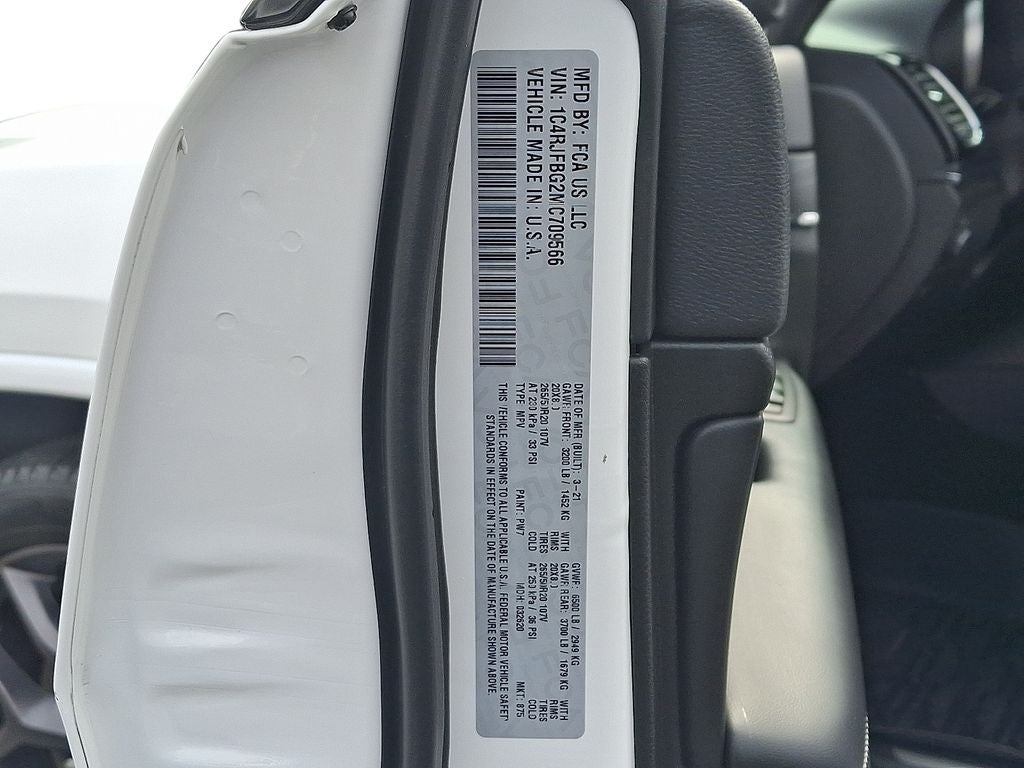 MFD BY: FCA US LLC
VIN: 1C4RJFBG2MC709566
VEHICLE MADE IN: U.S.A.
DATE OF MFR (BUILT): 3-21 GVWR: 6500 LB / 2949 KG
GAWR FRONT: 3200 LB / 1452 KG WITH GAWR REAR: 3700 LB / 1679 KG WITH
20X8.0 RIMS 20X8.0 RIMS
265/50R20 107V TIRES 265/50R20 107V TIRES
AT 230 kPa / 33 PSI COLD AT 250 kPa / 36 PSI COLD
TYPE: MPV PAINT: PW7 MDH: 032620 MKT: 875
THIS VEHICLE CONFORMS TO ALL APPLICABLE U.S.A. FEDERAL MOTOR VEHICLE SAFETY
STANDARDS IN EFFECT ON THE DATE OF MANUFACTURE SHOWN ABOVE.